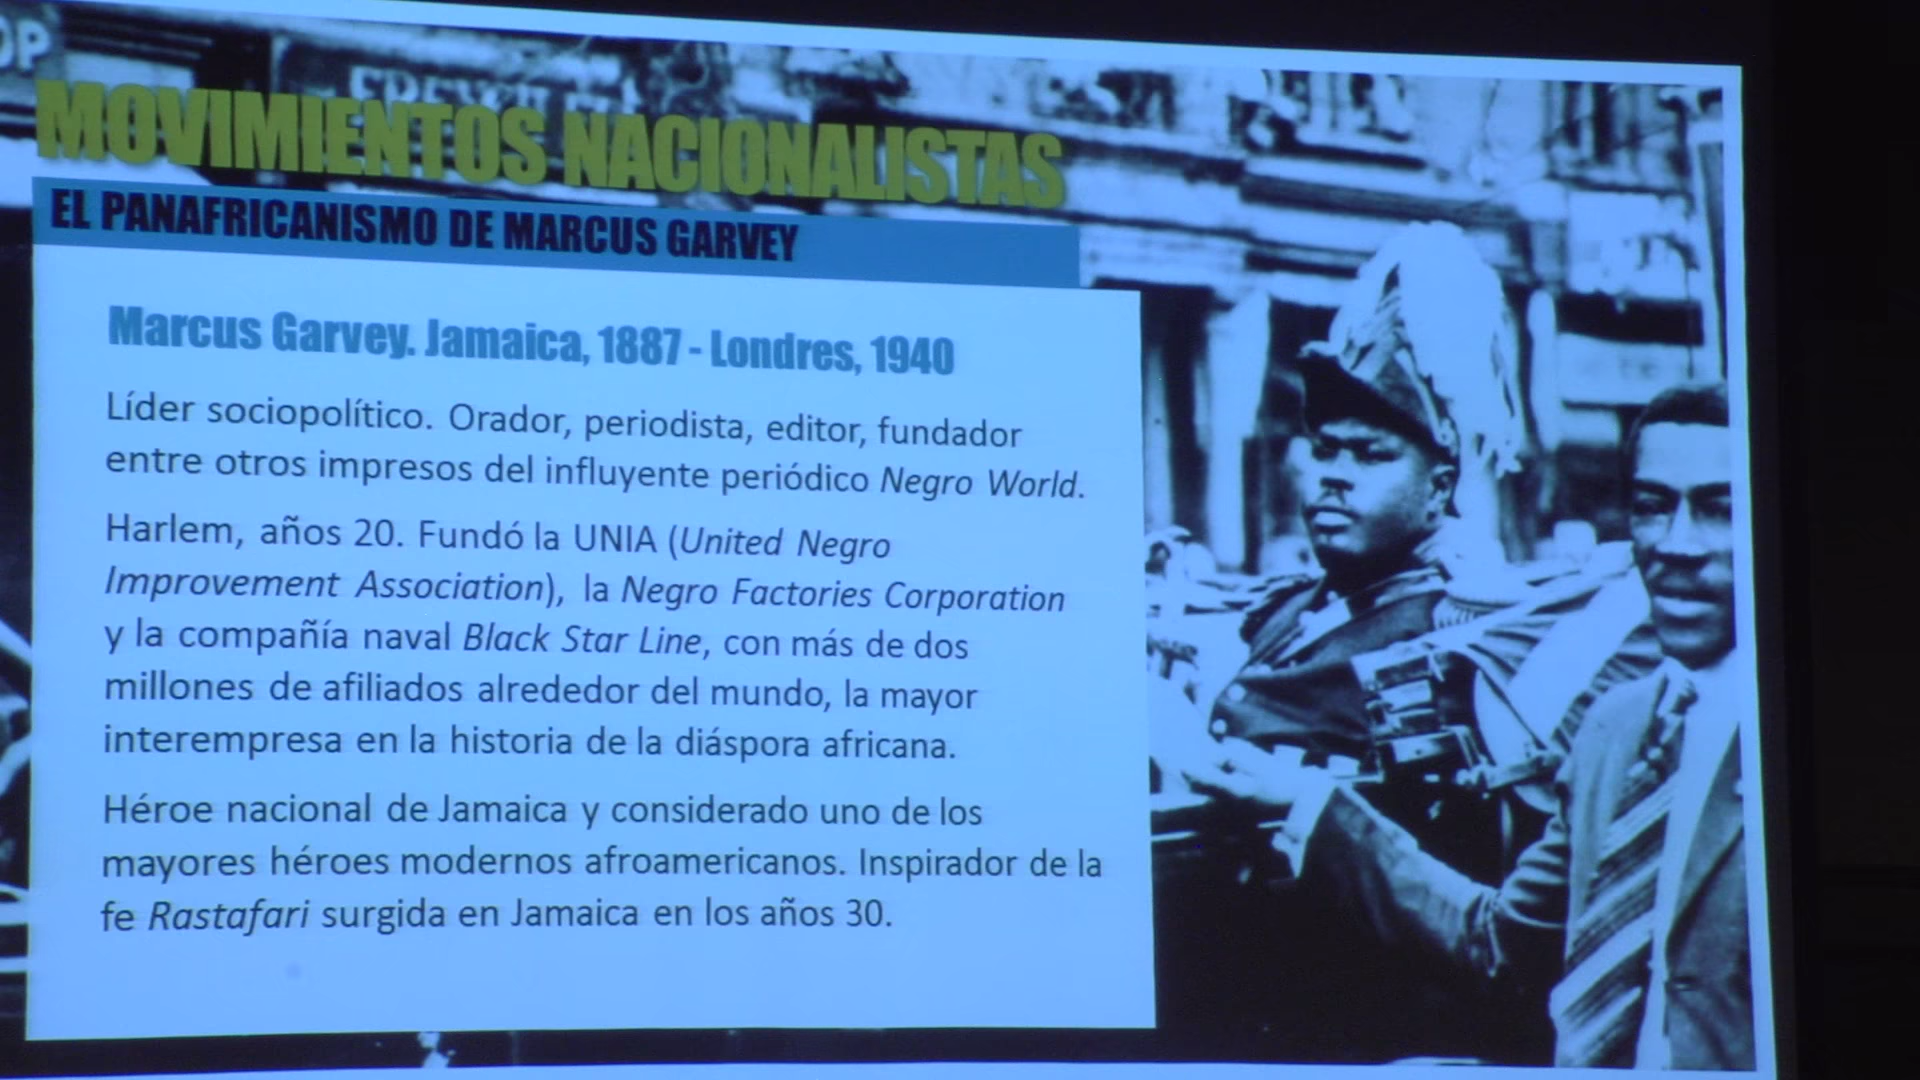 OP
MOVIMIENTOS NACIONALISTAS
EL PANAFRICANISMO DE MARCUS GARVEY
Marcus Garvey. Jamaica, 1887 - Londres, 1940
Líder sociopolítico. Orador, periodista, editor, fundador
entre otros impresos del influyente periódico Negro World.
Harlem, años 20. Fundó la UNIA (United Negro
Improvement Association), la Negro Factories Corporation
y la compañía naval Black Star Line, con más de dos
millones de afiliados alrededor del mundo, la mayor
interempresa en la historia de la diáspora africana.
Héroe nacional de Jamaica y considerado uno de los
mayores héroes modernos afroamericanos. Inspirador de la
fe Rastafari surgida en Jamaica en los años 30.